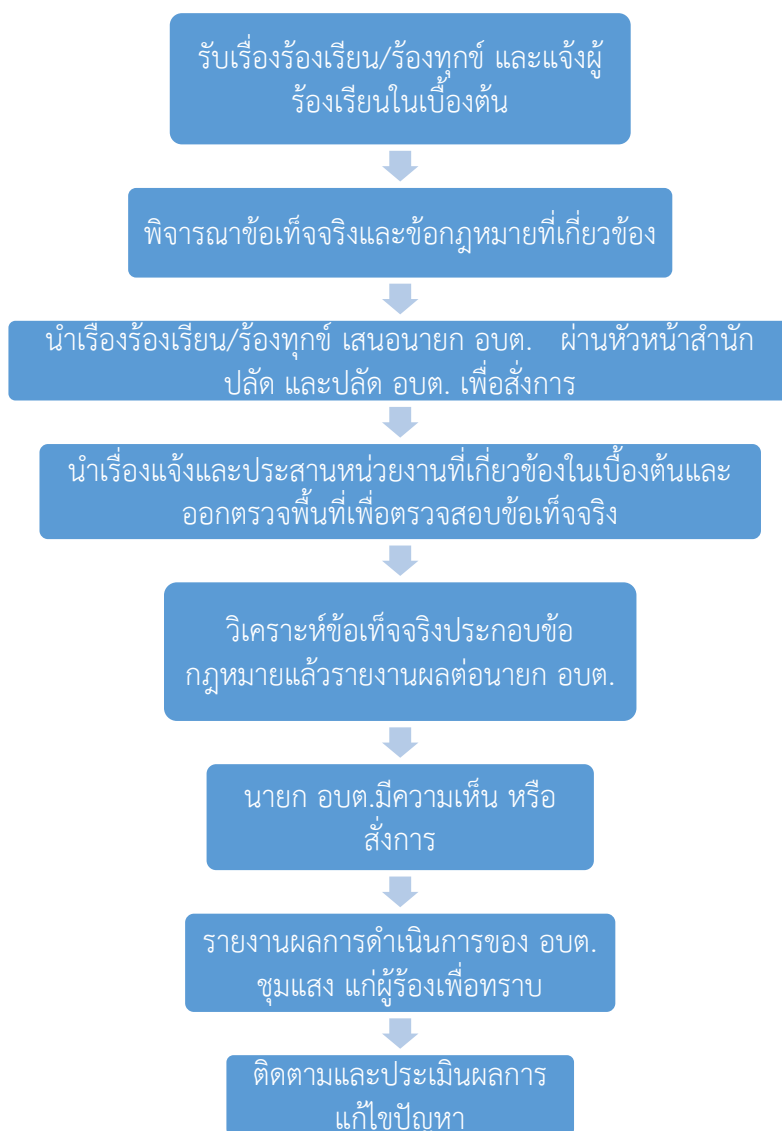 รับเรื่องร้องเรียน/ร้องทุกข์ และแจ้งผู้
ร้องเรียนในเบื้องต้น
พิจารณาข้อเท็จจริงและข้อกฎหมายที่เกี่ยวข้อง
นำเรื่องร้องเรียน/ร้องทุกข์ เสนอนายก อบต. ผ่านหัวหน้าสำนัก
ปลัด และปลัด อบต. เพื่อสั่งการ
นำเรื่องแจ้งและประสานหน่วยงานที่เกี่ยวข้องในเบื้องต้นและ
ออกตรวจพื้นที่เพื่อตรวจสอบข้อเท็จจริง
วิเคราะห์ข้อเท็จจริงประกอบข้อ
กฎหมายแล้วรายงานผลต่อนายก อบต.
นายก อบต.มีความเห็น หรือ
สั่งการ
รายงานผลการดำเนินการของ อบต.
ชุมแสง แก่ผู้ร้องเพื่อทราบ
ติดตามและประเมินผลการ
แก้ไขปัญหา